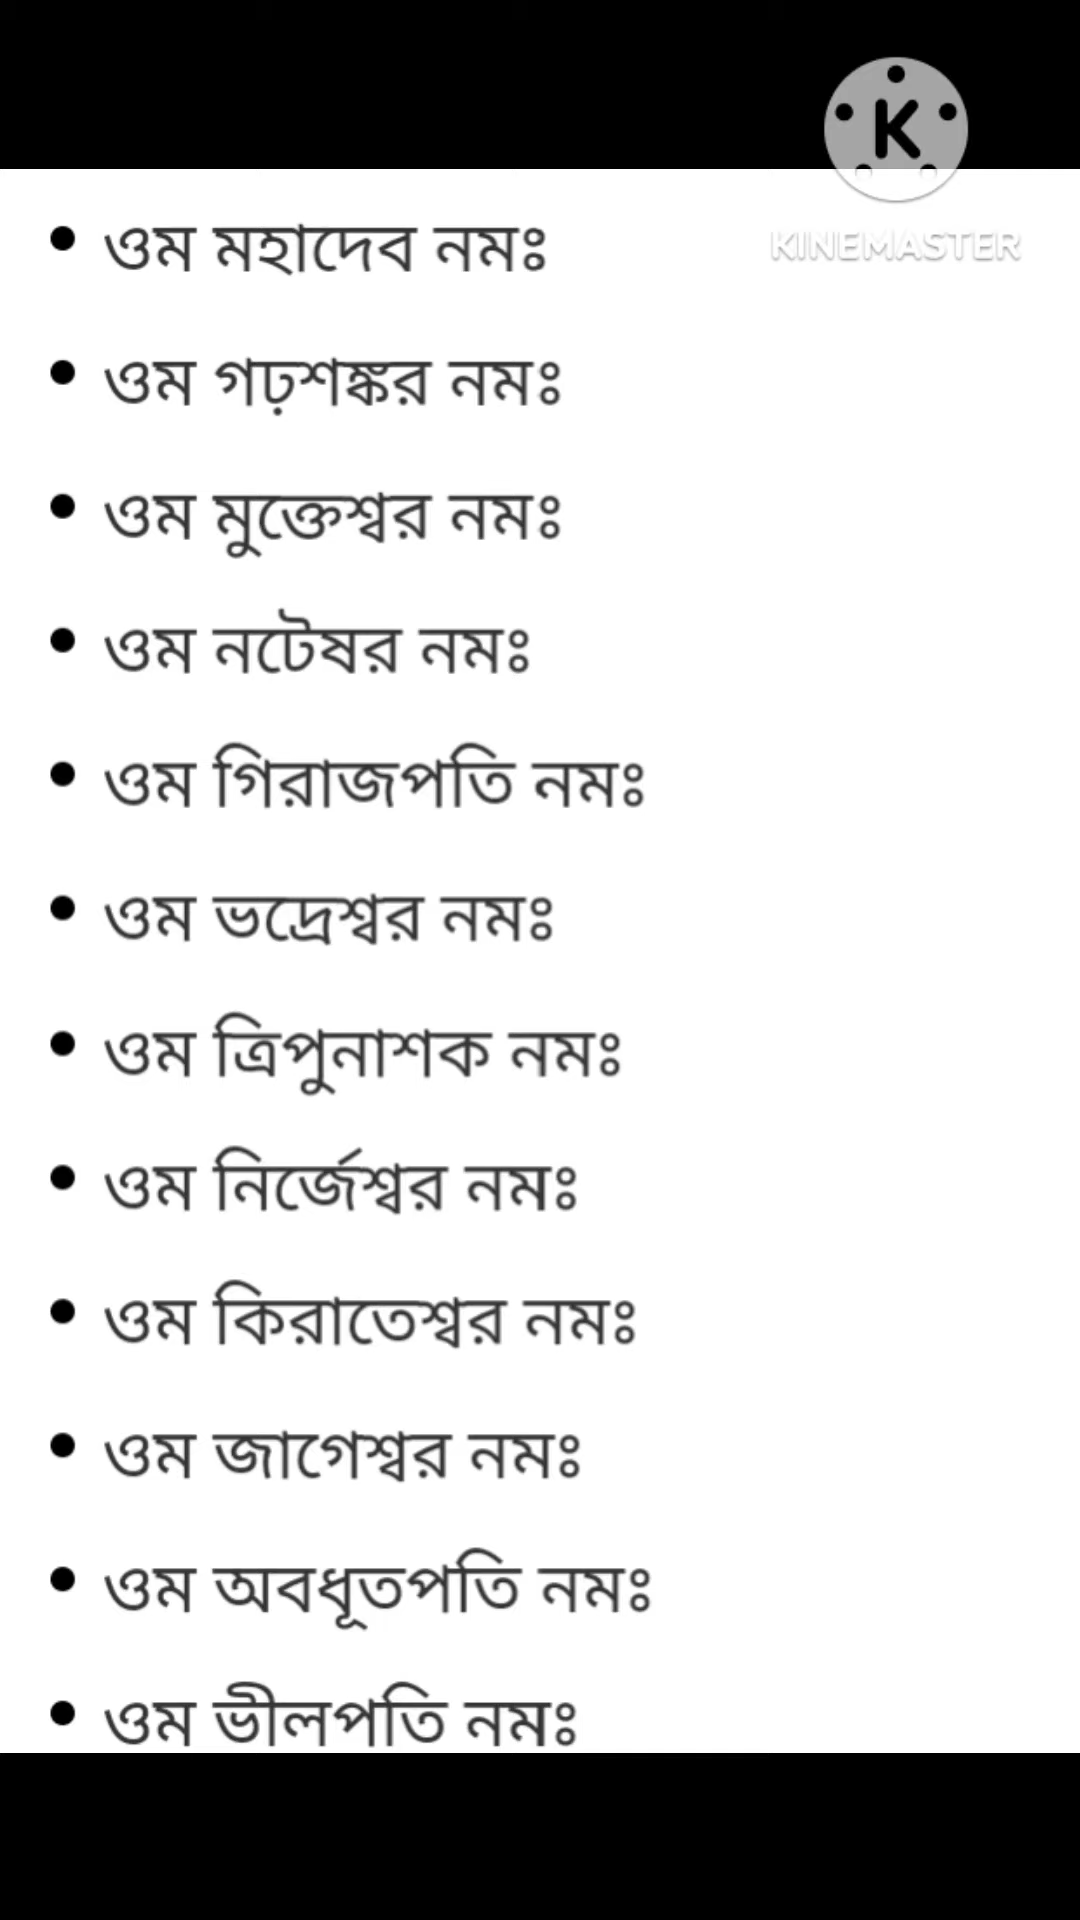 K
KINEMASTER
• ওম মহাদেব নমঃ
• ওম গঢ়শঙ্কর নমঃ
• ওম মুক্তেশ্বর নমঃ
• ওম নটেষর নমঃ
• ওম গিরাজপতি নমঃ
• ওম ভদ্রেশ্বর নমঃ
• ওম ত্রিপুনাশক নমঃ
• ওম নির্জেশ্বর নমঃ
• ওম কিরাতেশ্বর নমঃ
• ওম জাগেশ্বর নমঃ
• ওম অবধূতপতি নমঃ
• ওম ভীলপতি নমঃ